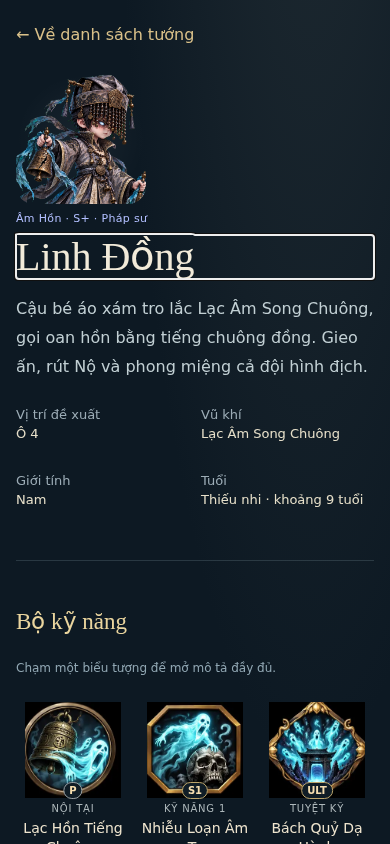 ← Về danh sách tướng
Âm Hồn · S+ · Pháp sư
Linh Đồng
Cậu bé áo xám tro lắc Lạc Âm Song Chuông,
gọi oan hồn bằng tiếng chuông đồng. Gieo
ấn, rút Nộ và phong miệng cả đội hình địch.
Vị trí đề xuất
Ô 4
Vũ khí
Lạc Âm Song Chuông
Giới tính
Nam
Tuổi
Thiếu nhi · khoảng 9 tuổi
Bộ kỹ năng
Chạm một biểu tượng để mở mô tả đầy đủ.
P
NỘI TẠI
Lạc Hồn Tiếng
S1
KỸ NĂNG 1
Nhiễu Loạn Âm
ULT
TUYỆT KỸ
Bách Quỷ Dạ